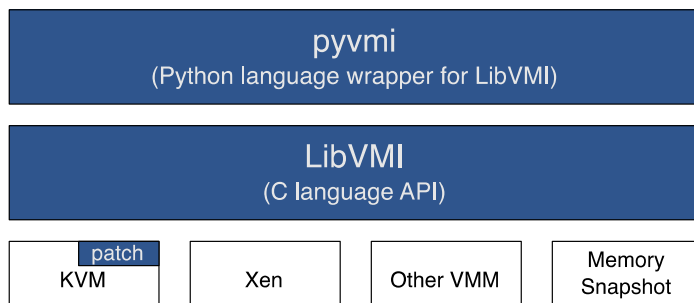 pyvmi
(Python language wrapper for LibVMI)
LibVMI
(C language API)
patch
KVM
Xen
Other VMM
Memory
Snapshot